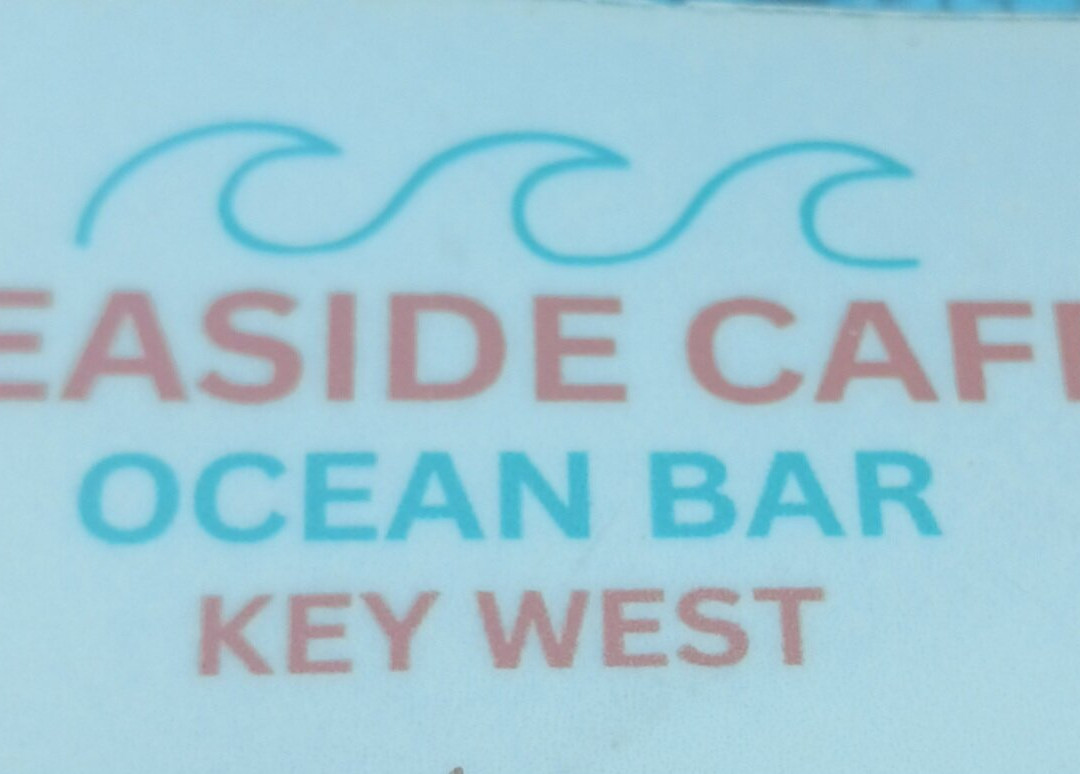 EASIDE CAF
OCEAN BAR
KEY WEST